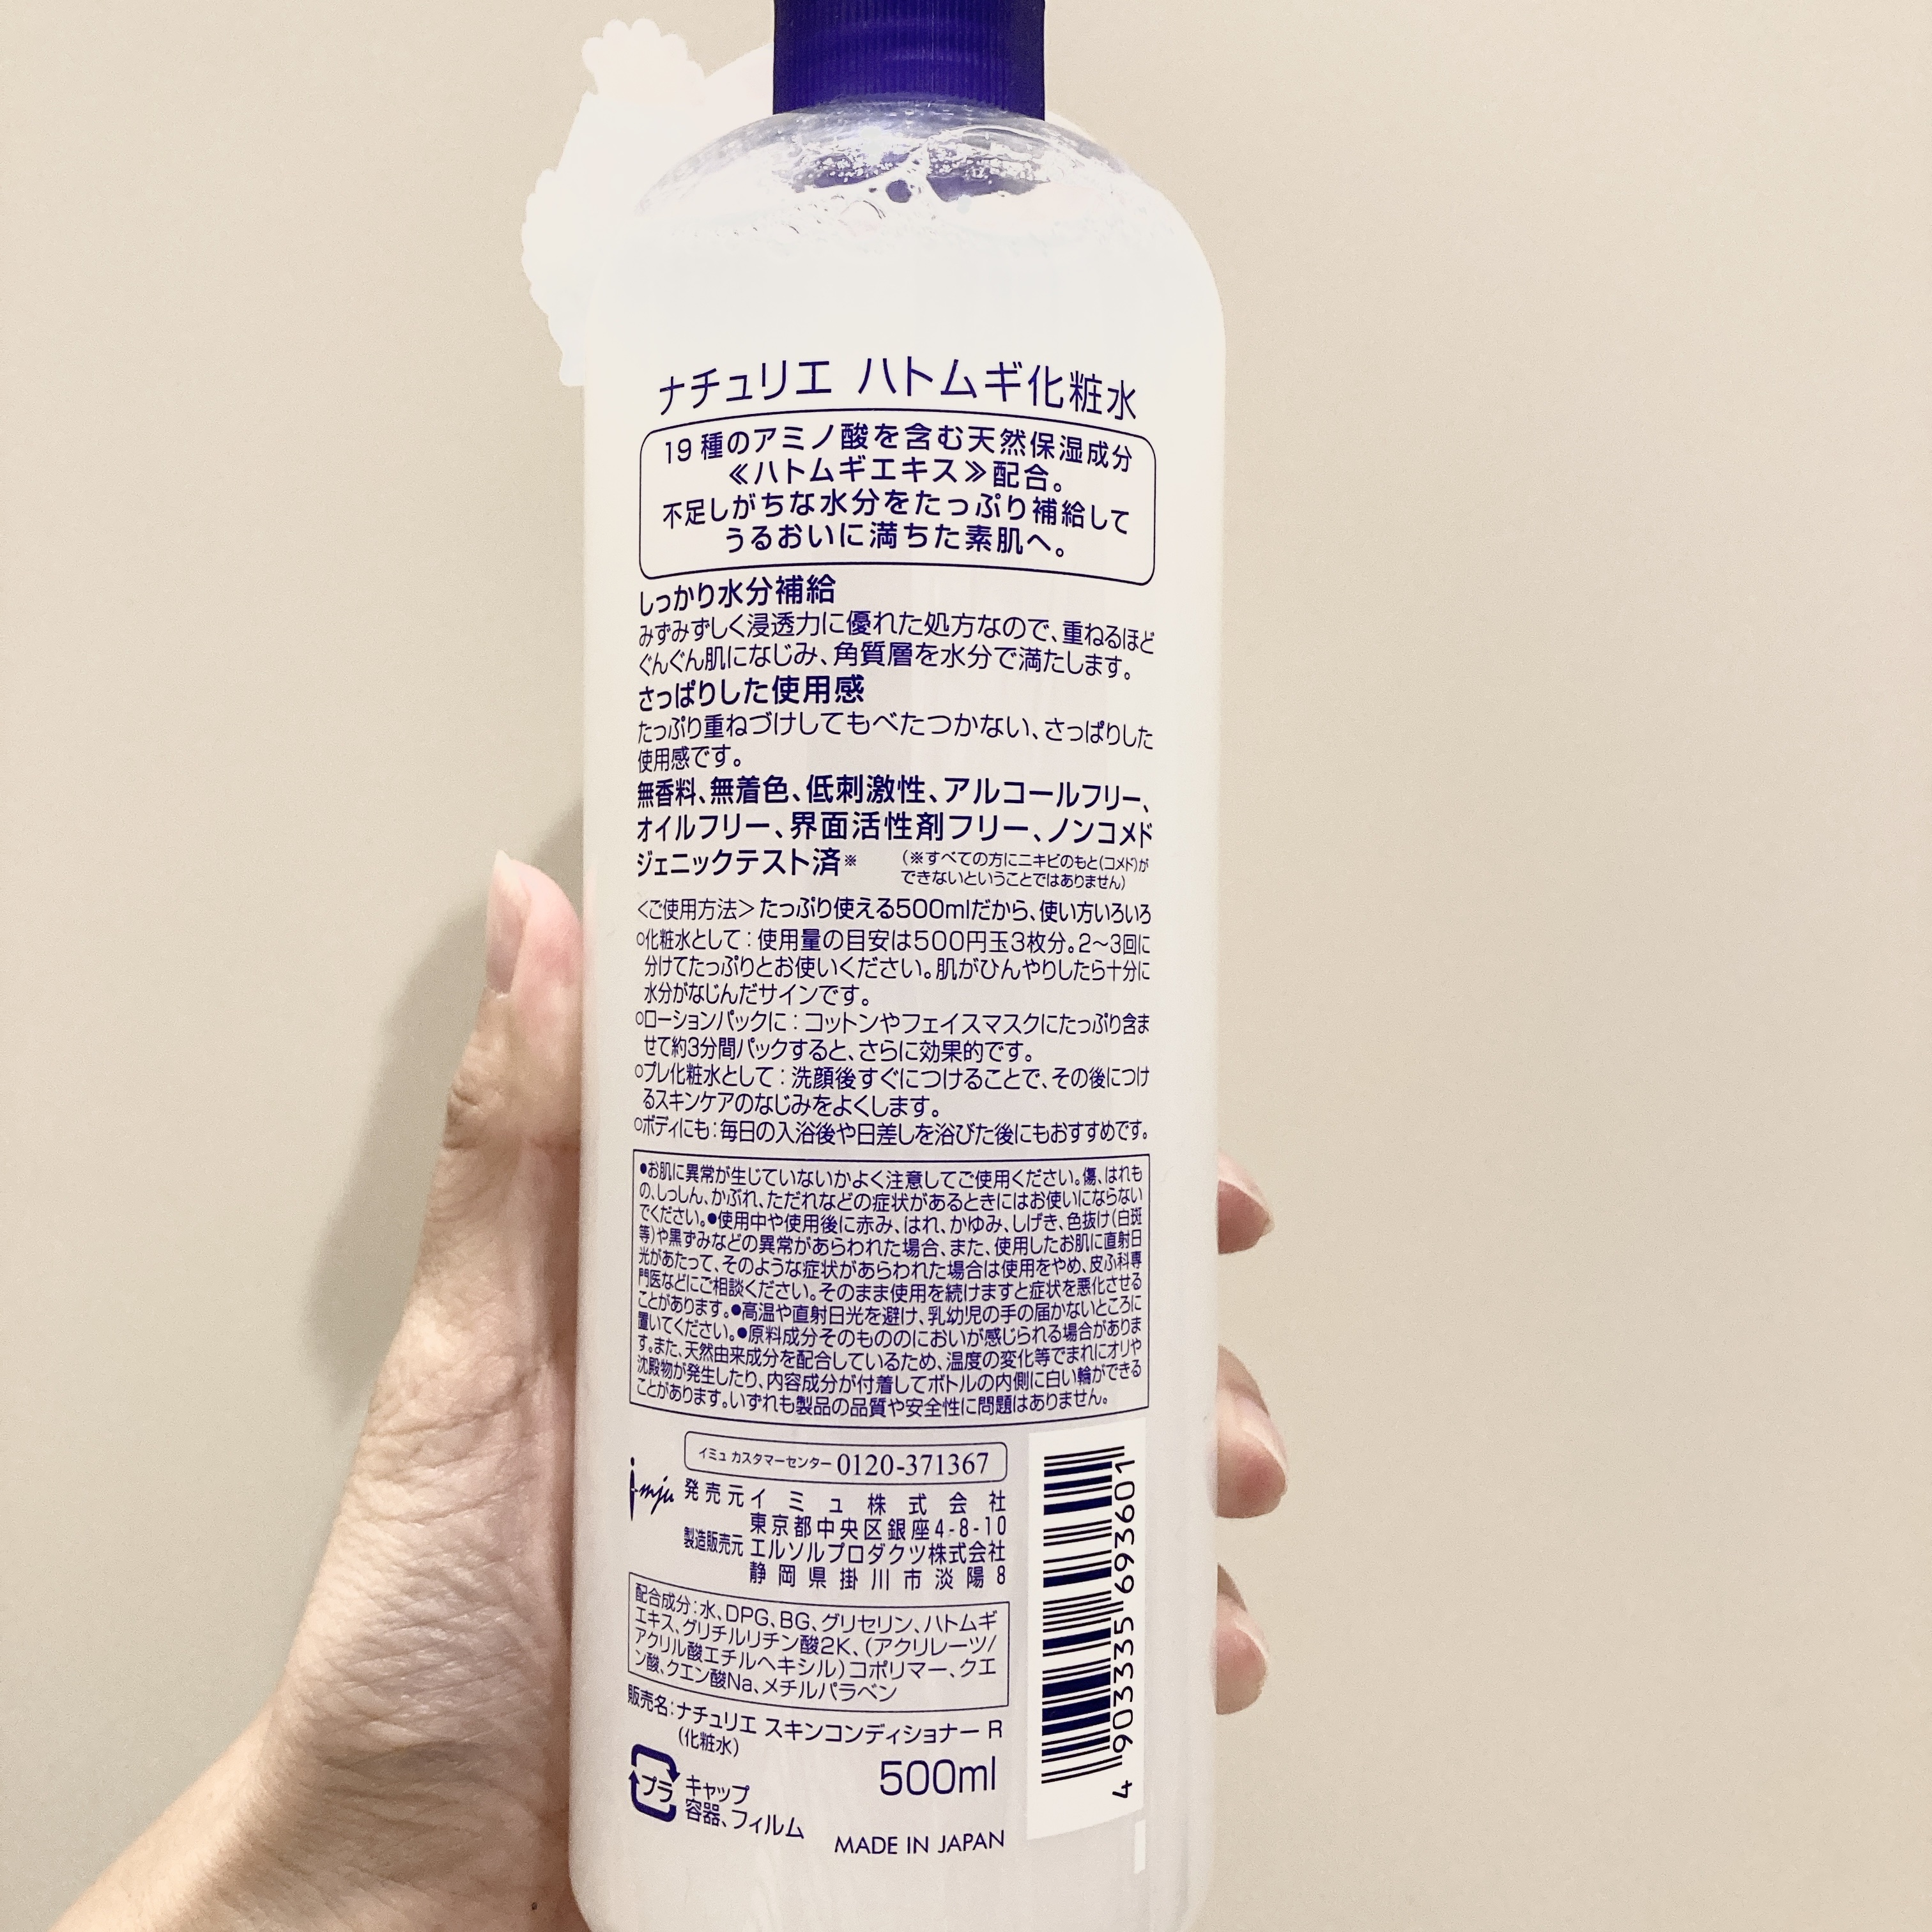 ナチュリエ ハトムギ化粧水
19種のアミノ酸を含む天然保湿成分
≪ハトムギエキス≫配合。
不足しがちな水分をたっぷり補給して
うるおいに満ちた素肌へ。
しっかり水分補給
みずみずしく浸透力に優れた処方なので、重ねるほど
ぐんぐん肌になじみ、角質層を水分で満たします。
さっぱりした使用感
たっぷり重ねづけしてもべたつかない、さっぱりした
使用感です。
無香料、無着色、低刺激性、アルコールフリー、
オイルフリー、界面活性剤フリー、ノンコメド
ジェニックテスト済※
(※すべての方にニキビのもと(コメド)が
できないということではありません)
＜ご使用方法＞たっぷり使える500mlだから、使い方いろいろ
○化粧水として：使用量の目安は500円玉3枚分。2〜3回に
分けてたっぷりとお使いください。肌がひんやりしたら十分に
水分がなじんだサインです。
○ローションパックに：コットンやフェイスマスクにたっぷり含ま
せて約3分間パックすると、さらに効果的です。
○プレ化粧水として：洗顔後すぐにつけることで、その後につけ
るスキンケアのなじみをよくします。
○ボディにも：毎日の入浴後や日差しを浴びた後にもおすすめです。
●お肌に異常が生じていないかよく注意してご使用ください。傷、はれも
の、しっしん、かぶれ、ただれなどの症状があるときにはお使いにならない
でください。●使用中や使用後に赤み、はれ、かゆみ、しげき、色抜け(白斑
等)や黒ずみなどの異常があらわれた場合、また、使用したお肌に直射日
光があたって、そのような症状があらわれた場合は使用をやめ、皮ふ科専
門医などにご相談ください。そのまま使用を続けますと症状を悪化させる
ことがあります。●高温や直射日光を避け、乳幼児の手の届かないところに
置いてください。●原料成分そのもののにおいが感じられる場合がありま
す。また、天然由来成分を配合しているため、温度の変化等でまれにオリや
沈殿物が発生したり、内容成分が付着してボトルの内側に白い輪ができる
ことがあります。いずれも製品の品質や安全性に問題はありません。
イミュ カスタマーセンター 0120-371367
imju
発売元 イミュ株式会社
東京都中央区銀座4-8-10
製造販売元 エルソルプロダクツ株式会社
静岡県掛川市淡陽8
配合成分：水、DPG、BG、グリセリン、ハトムギ
エキス、グリチルリチン酸2K、(アクリレーツ/
アクリル酸エチルヘキシル)コポリマー、クエ
ン酸、クエン酸Na、メチルパラベン
販売名：ナチュリエ スキンコンディショナー R
(化粧水)
500ml
プラ
キャップ
容器、フィルム
MADE IN JAPAN
4 903335 693601